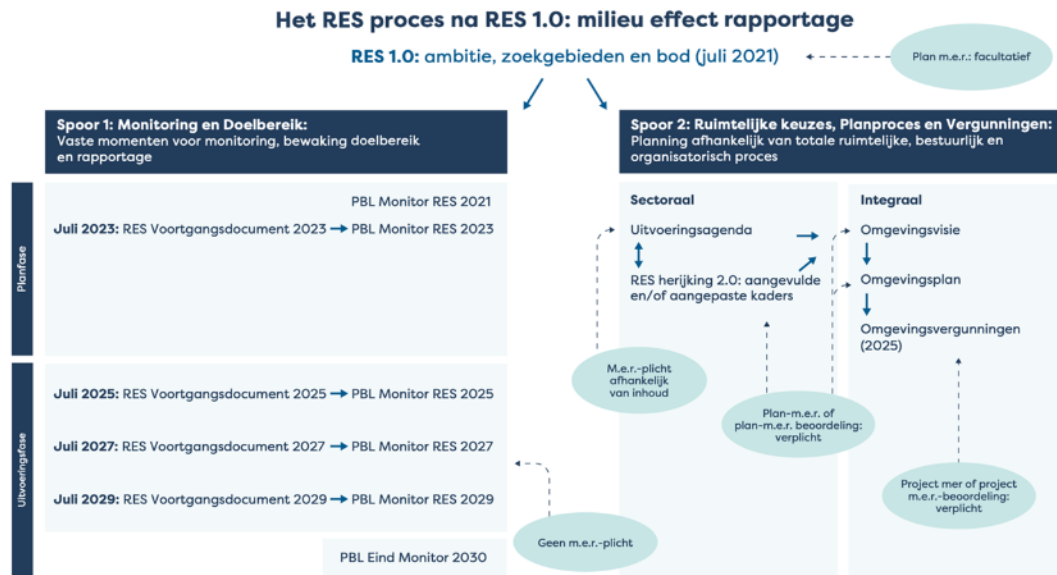 Het RES proces na RES 1.0: milieu effect rapportage
RES 1.0: ambitie, zoekgebieden en bod (juli 2021)
Plan m.e.r.: facultatief
Spoor 1: Monitoring en Doelbereik:
Vaste momenten voor monitoring, bewaking doelbereik
en rapportage
Spoor 2: Ruimtelijke keuzes, Planproces en Vergunningen:
Planning afhankelijk van totale ruimtelijke, bestuurlijk en
organisatorisch proces
Planfase
PBL Monitor RES 2021
Juli 2023: RES Voortgangsdocument 2023 PBL Monitor RES 2023
Sectoraal
Uitvoeringsagenda
RES herijking 2.0: aangevulde
en/of aangepaste kaders
Integraal
Omgevingsvisie
Omgevingsplan
Omgevingsvergunningen
(2025)
M.e.r.-plicht
afhankelijk
van inhoud
Plan-m.e.r. of
plan-m.e.r. beoordeling:
verplicht
Project mer of project
m.e.r.-beoordeling:
verplicht
Uitvoeringsfase
Juli 2025: RES Voortgangsdocument 2025 PBL Monitor RES 2025
Juli 2027: RES Voortgangsdocument 2027 PBL Monitor RES 2027
Juli 2029: RES Voortgangsdocument 2029 PBL Monitor RES 2029
Geen m.e.r.-plicht
PBL Eind Monitor 2030